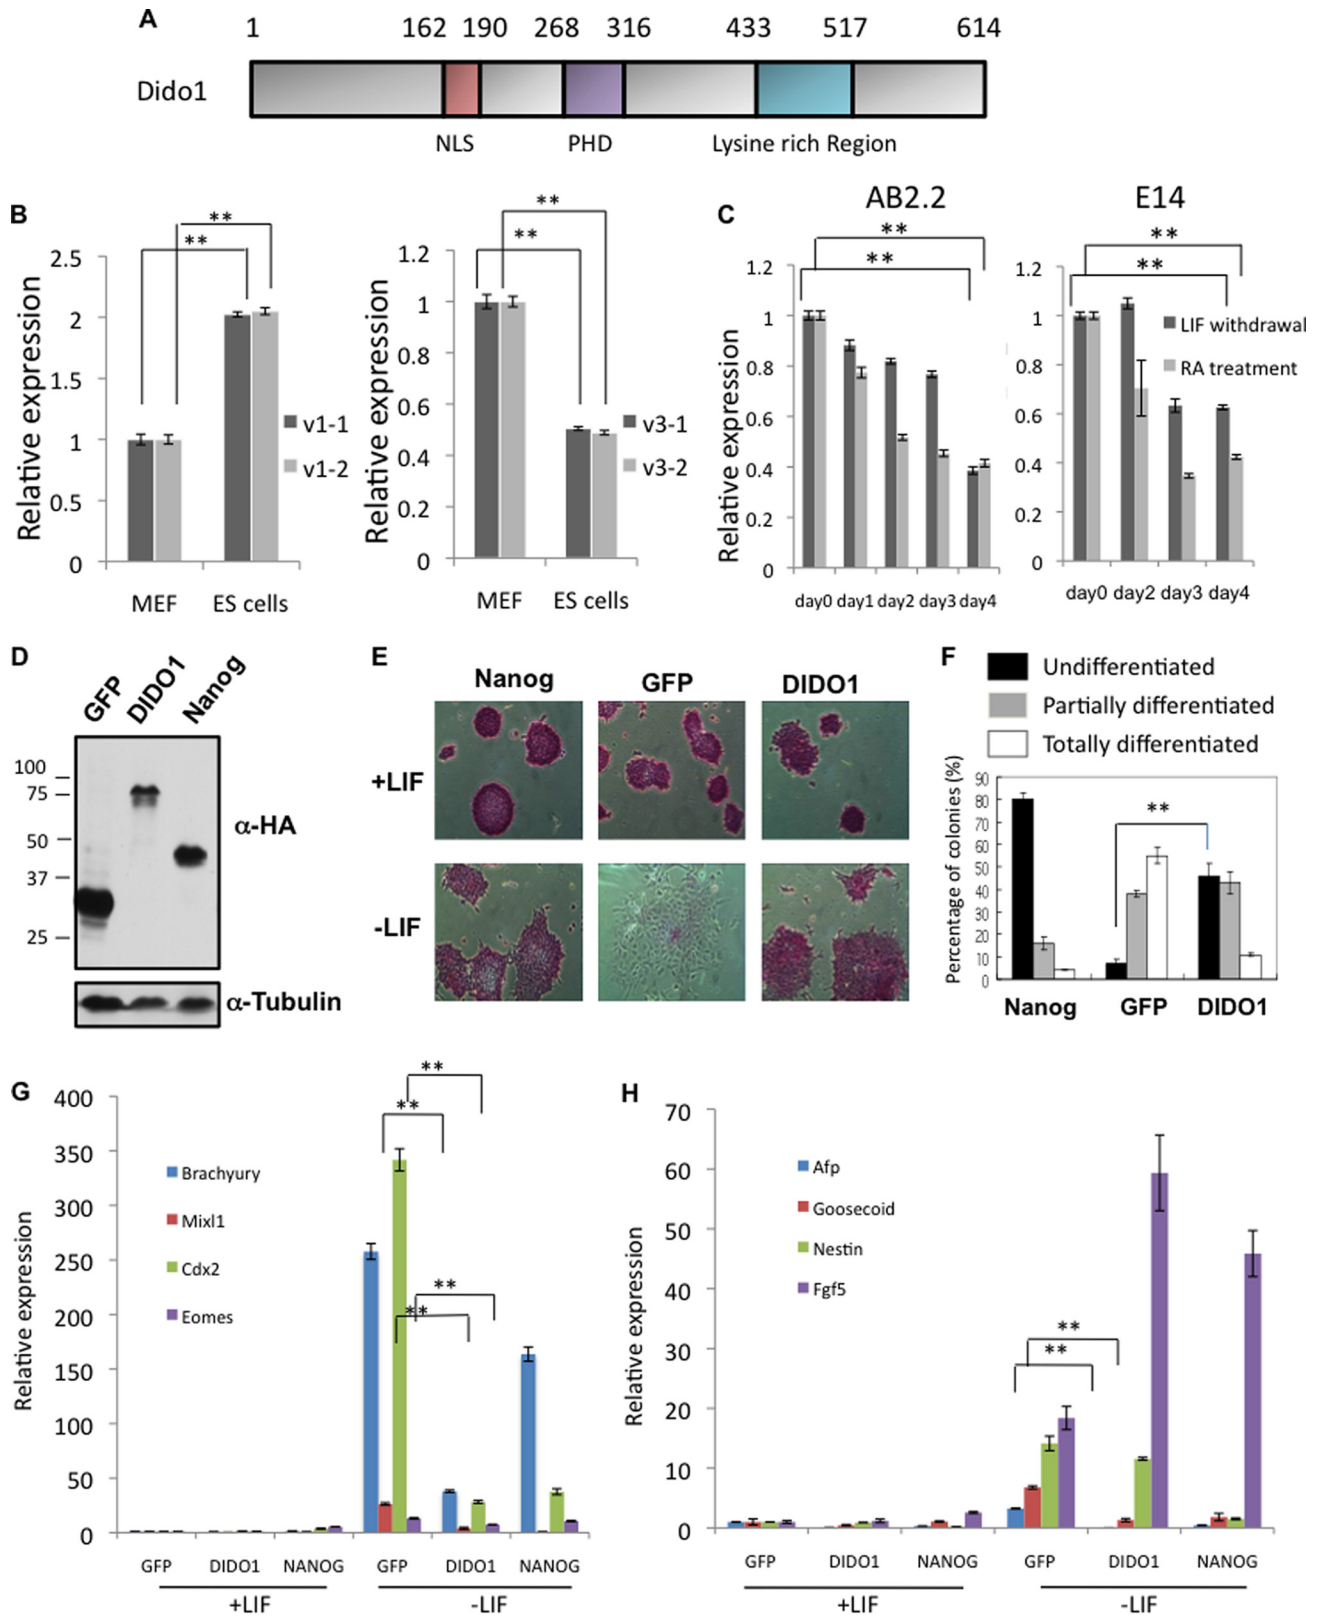 A
1 162 190 268 316 433 517 614
Dido1
NLS PHD Lysine rich Region
B
** **
2.5
2
1.5
1
0.5
0
Relative expression
v1-1
v1-2
MEF ES cells
** **
1.2
1
0.8
0.6
0.4
0.2
0
Relative expression
v3-1
v3-2
MEF ES cells
C
AB2.2
** **
1.2
1
0.8
0.6
0.4
0.2
0
Relative expression
day0 day1 day2 day3 day4
E14
** **
1.2
1
0.8
0.6
0.4
0.2
0
LIF withdrawal
RA treatment
day0 day2 day3 day4
D
GFP DIDO1 Nanog
100
75
50
37
25
α-HA
α-Tubulin
E
Nanog GFP DIDO1
+LIF
-LIF
F
Undifferentiated
Partially differentiated
Totally differentiated
Percentage of colonies (%)
90
80
70
60
50
40
30
20
10
0
**
Nanog GFP DIDO1
G
400
350
300
250
200
150
100
50
0
Relative expression
Brachyury
Mixl1
Cdx2
Eomes
**
**
**
**
GFP DIDO1 NANOG GFP DIDO1 NANOG
+LIF -LIF
H
70
60
50
40
30
20
10
0
Relative expression
Afp
Goosecoid
Nestin
Fgf5
**
**
GFP DIDO1 NANOG GFP DIDO1 NANOG
+LIF -LIF